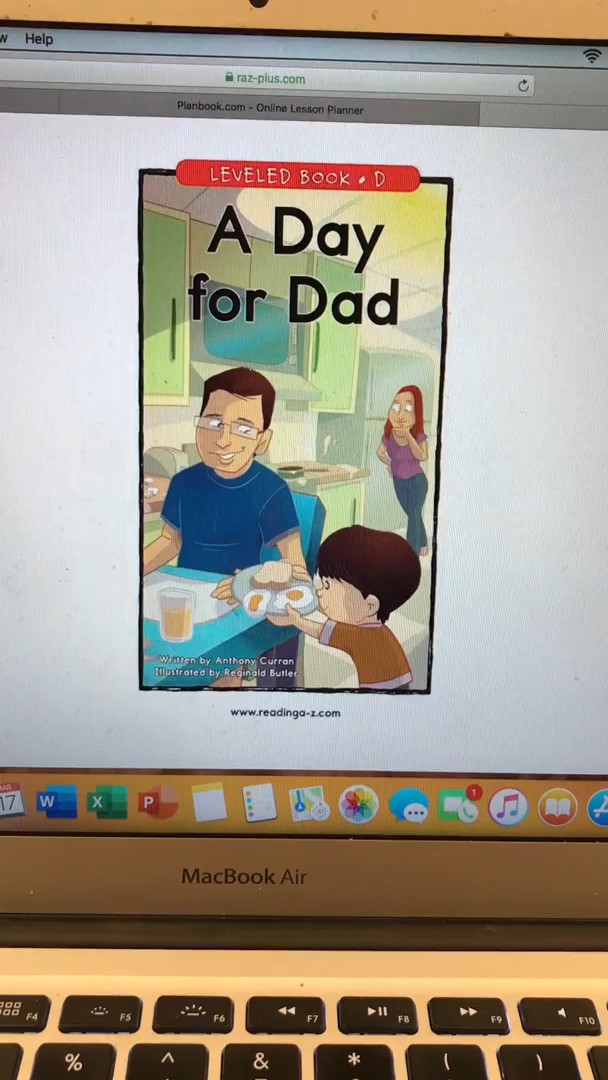 w Help
raz-plus.com
Planbook.com - Online Lesson Planner
LEVELED BOOK • D
A Day
for Dad
Written by Anthony Curran
Illustrated by Reginald Butler
www.readinga-z.com
MAR
17 W X P 1
MacBook Air
F4 F5 F6 F7 F8 F9 F10
% ^ & * ( )